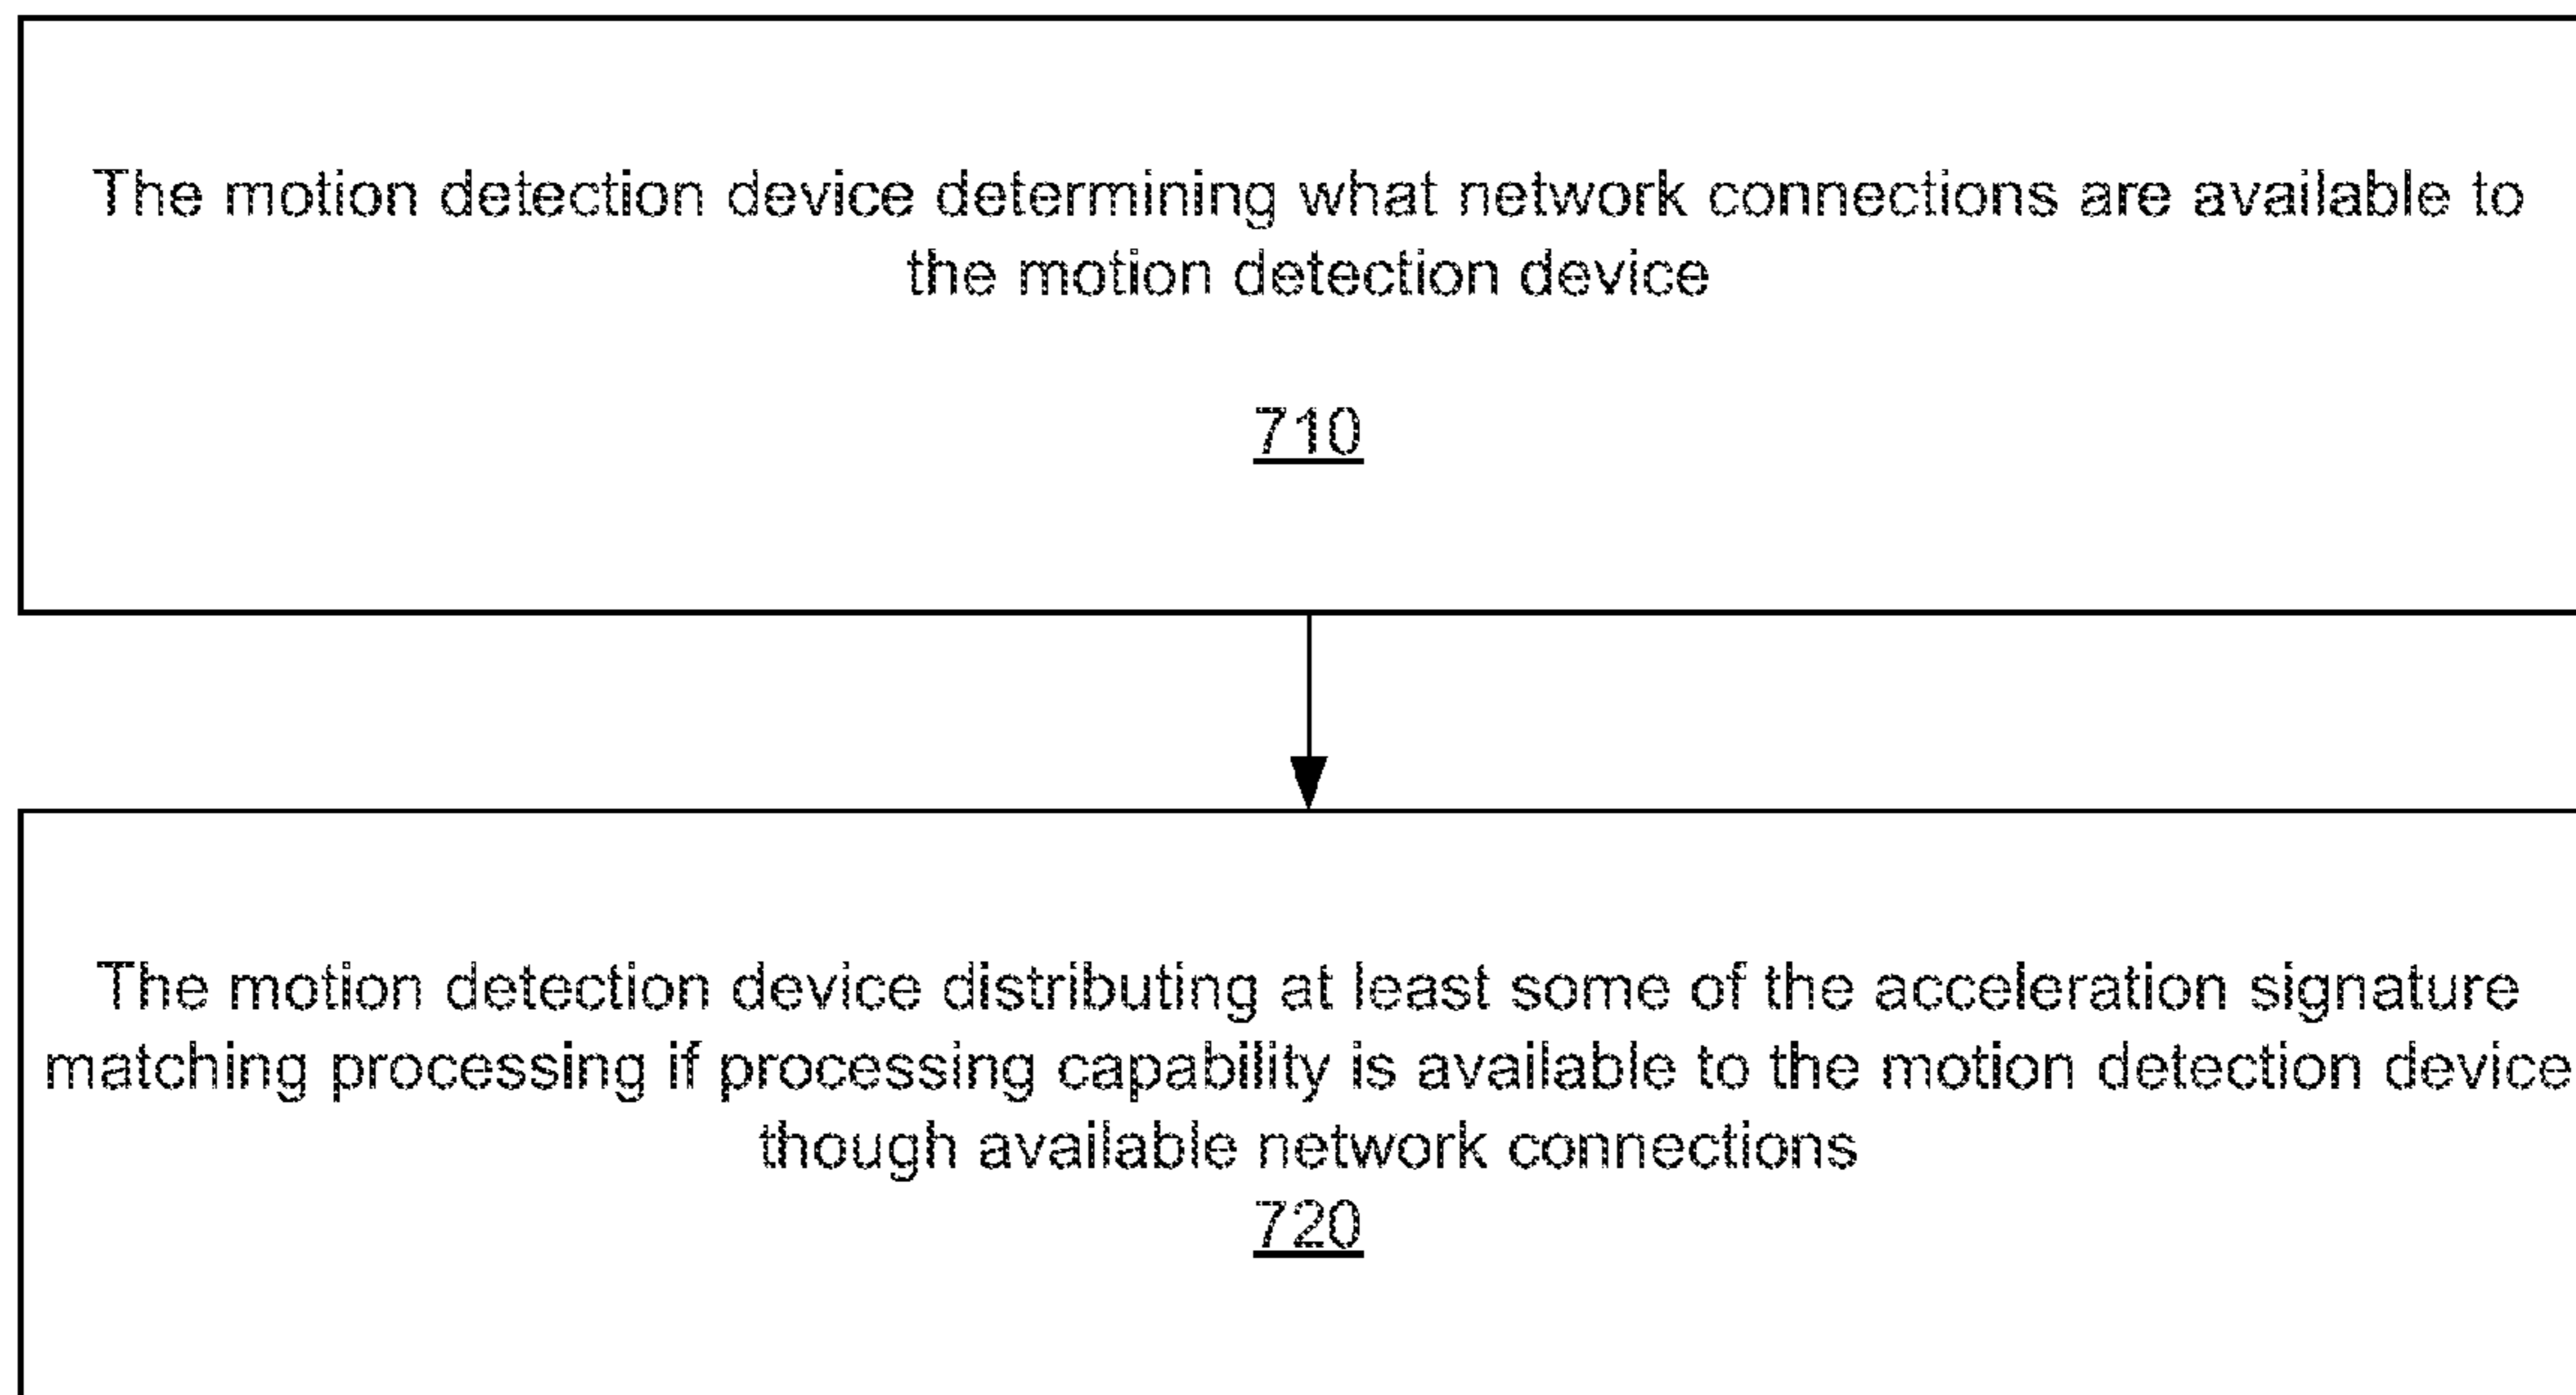 The motion detection device determining what network connections are available to
the motion detection device
710
The motion detection device distributing at least some of the acceleration signature
matching processing if processing capability is available to the motion detection device
though available network connections
720